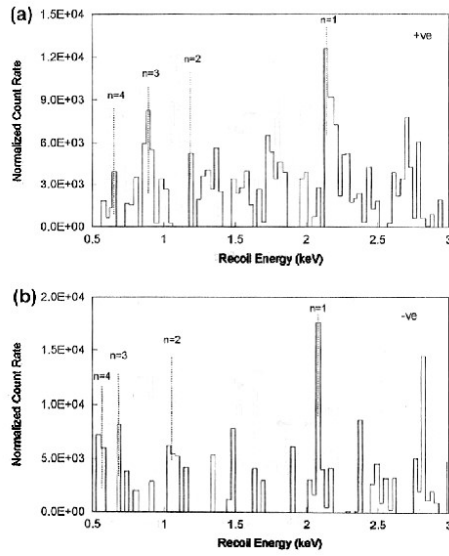 (a)
1.5E+04
1.2E+04
9.0E+03
6.0E+03
3.0E+03
0.0E+00
Normalized Count Rate
n=4
n=3
n=2
n=1
+ve
0.5 1 1.5 2 2.5 3
Recoil Energy (keV)
(b)
2.0E+04
1.5E+04
1.0E+04
5.0E+03
0.0E+00
Normalized Count Rate
n=4
n=3
n=2
n=1
-ve
0.5 1 1.5 2 2.5 3
Recoil Energy (keV)